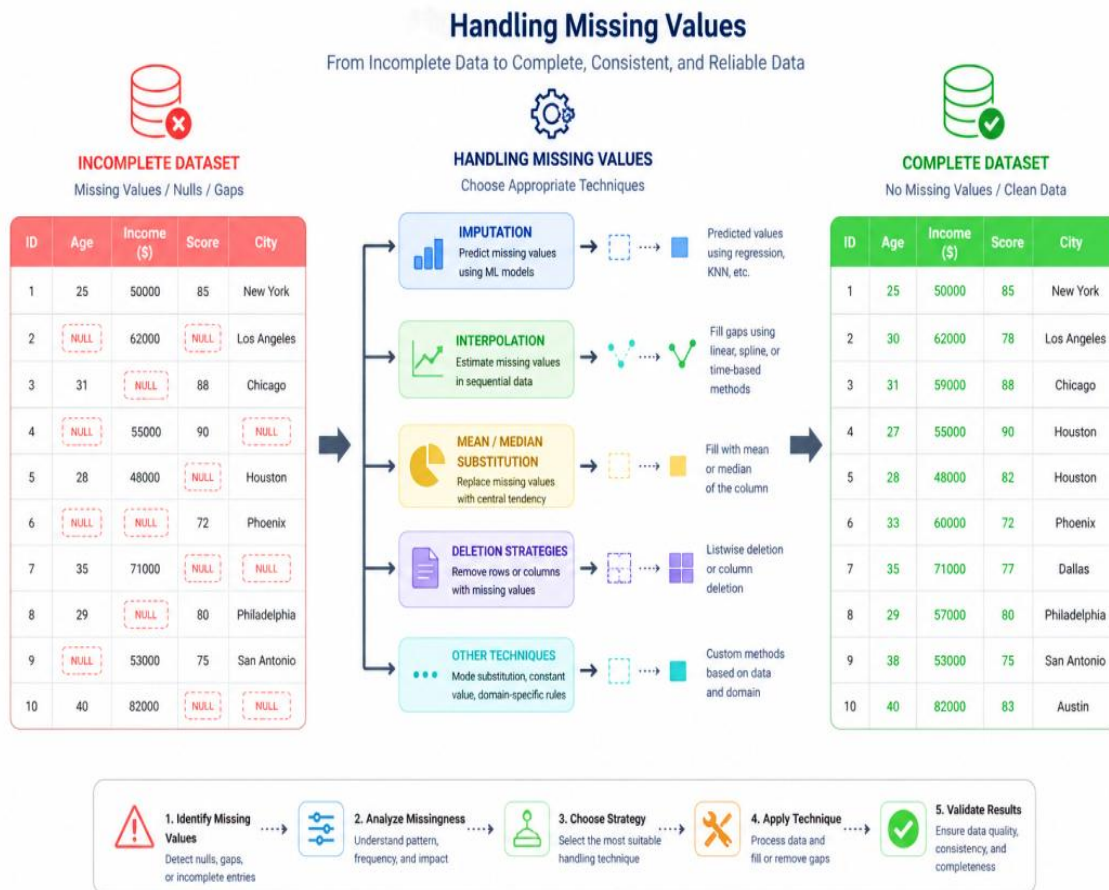 Handling Missing Values
From Incomplete Data to Complete, Consistent, and Reliable Data
INCOMPLETE DATASET
Missing Values / Nulls / Gaps
ID Age Income ($) Score City
1 25 50000 85 New York
2 NULL 62000 NULL Los Angeles
3 31 NULL 88 Chicago
4 NULL 55000 90 NULL
5 28 48000 NULL Houston
6 NULL NULL 72 Phoenix
7 35 71000 NULL NULL
8 29 NULL 80 Philadelphia
9 NULL 53000 75 San Antonio
10 40 82000 NULL NULL
HANDLING MISSING VALUES
Choose Appropriate Techniques
IMPUTATION
Predict missing values
using ML models
Predicted values
using regression,
KNN, etc.
INTERPOLATION
Estimate missing values
in sequential data
Fill gaps using
linear, spline, or
time-based
methods
MEAN / MEDIAN
SUBSTITUTION
Replace missing values
with central tendency
Fill with mean
or median
of the column
DELETION STRATEGIES
Remove rows or columns
with missing values
Listwise deletion
or column
deletion
OTHER TECHNIQUES
Mode substitution, constant
value, domain-specific rules
Custom methods
based on data
and domain
COMPLETE DATASET
No Missing Values / Clean Data
ID Age Income ($) Score City
1 25 50000 85 New York
2 30 62000 78 Los Angeles
3 31 59000 88 Chicago
4 27 55000 90 Houston
5 28 48000 82 Houston
6 33 60000 72 Phoenix
7 35 71000 77 Dallas
8 29 57000 80 Philadelphia
9 38 53000 75 San Antonio
10 40 82000 83 Austin
1. Identify Missing
Values
Detect nulls, gaps,
or incomplete entries
2. Analyze Missingness
Understand pattern,
frequency, and impact
3. Choose Strategy
Select the most suitable
handling technique
4. Apply Technique
Process data and
fill or remove gaps
5. Validate Results
Ensure data quality,
consistency, and
completeness